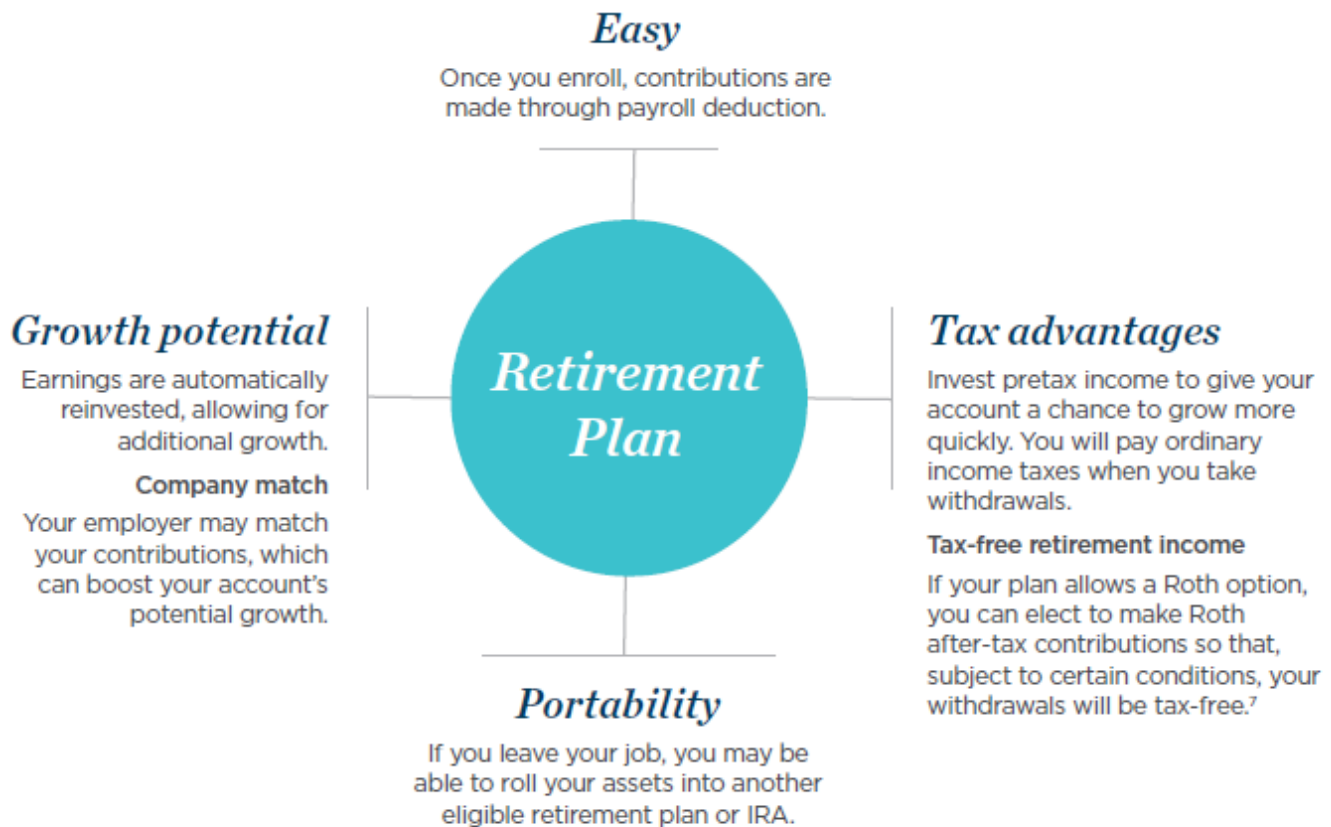 Easy
Once you enroll, contributions are
made through payroll deduction.
Growth potential
Earnings are automatically
reinvested, allowing for
additional growth.
Company match
Your employer may match
your contributions, which
can boost your account's
potential growth.
Retirement
Plan
Tax advantages
Invest pretax income to give your
account a chance to grow more
quickly. You will pay ordinary
income taxes when you take
withdrawals.
Tax-free retirement income
If your plan allows a Roth option,
you can elect to make Roth
after-tax contributions so that,
subject to certain conditions, your
withdrawals will be tax-free.⁷
Portability
If you leave your job, you may be
able to roll your assets into another
eligible retirement plan or IRA.